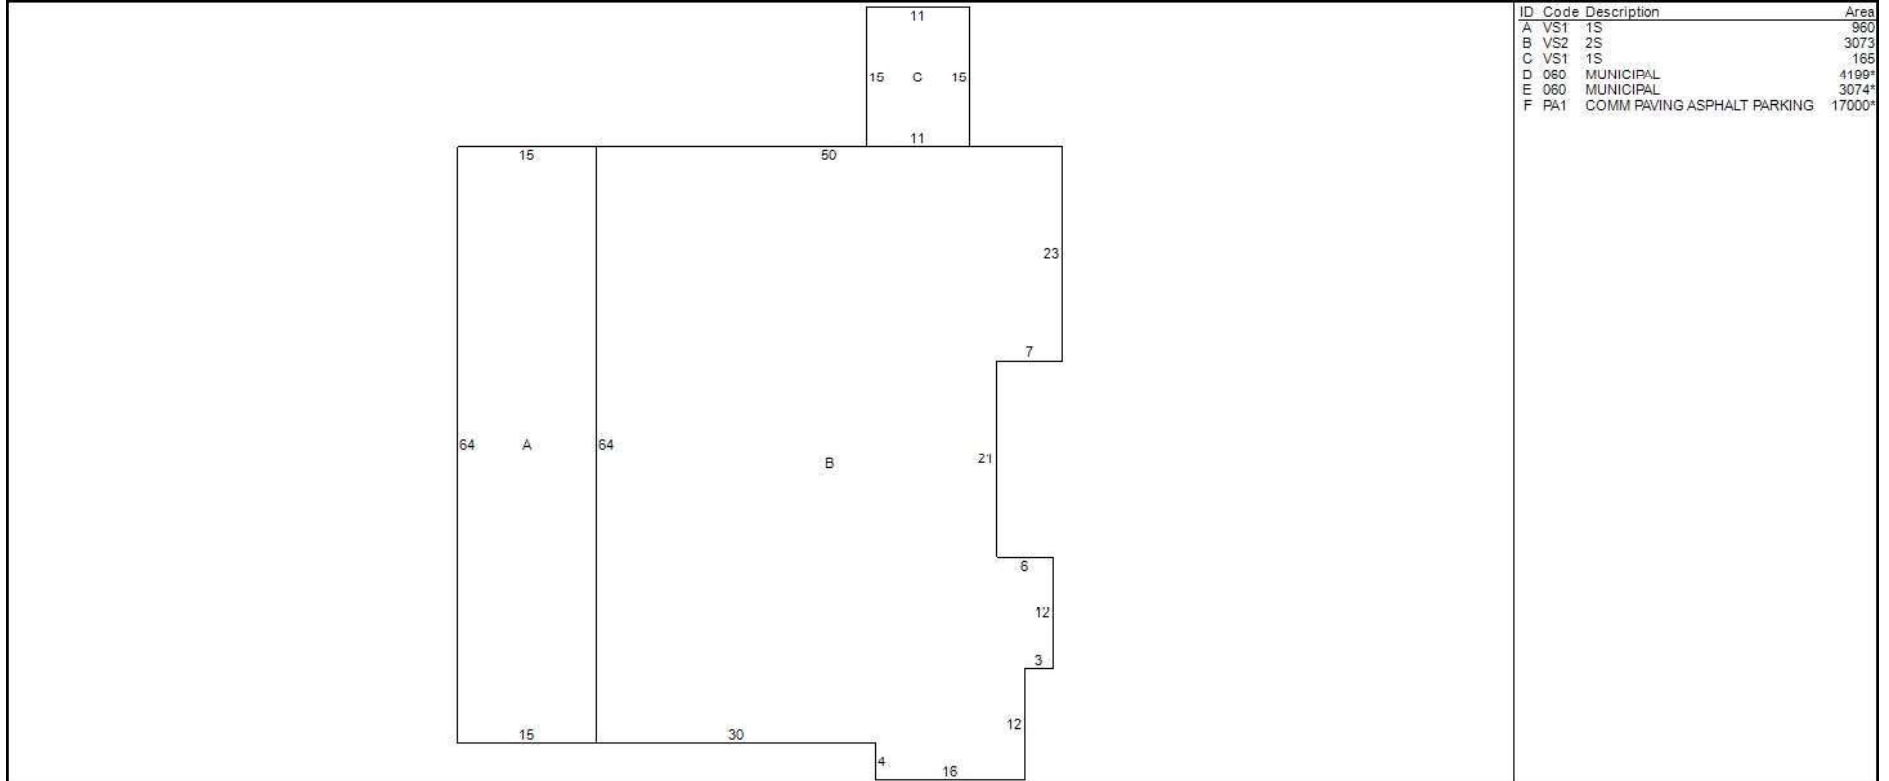 11
15 C 15
11
15 50
23
7
64 A 64
B
21
6
12
3
12
15 30
4
16
ID Code Description Area
A VS1 1S 960
B VS2 2S 3073
C VS1 1S 165
D 060 MUNICIPAL 4199*
E 060 MUNICIPAL 3074*
F PA1 COMM PAVING ASPHALT PARKING 17000*